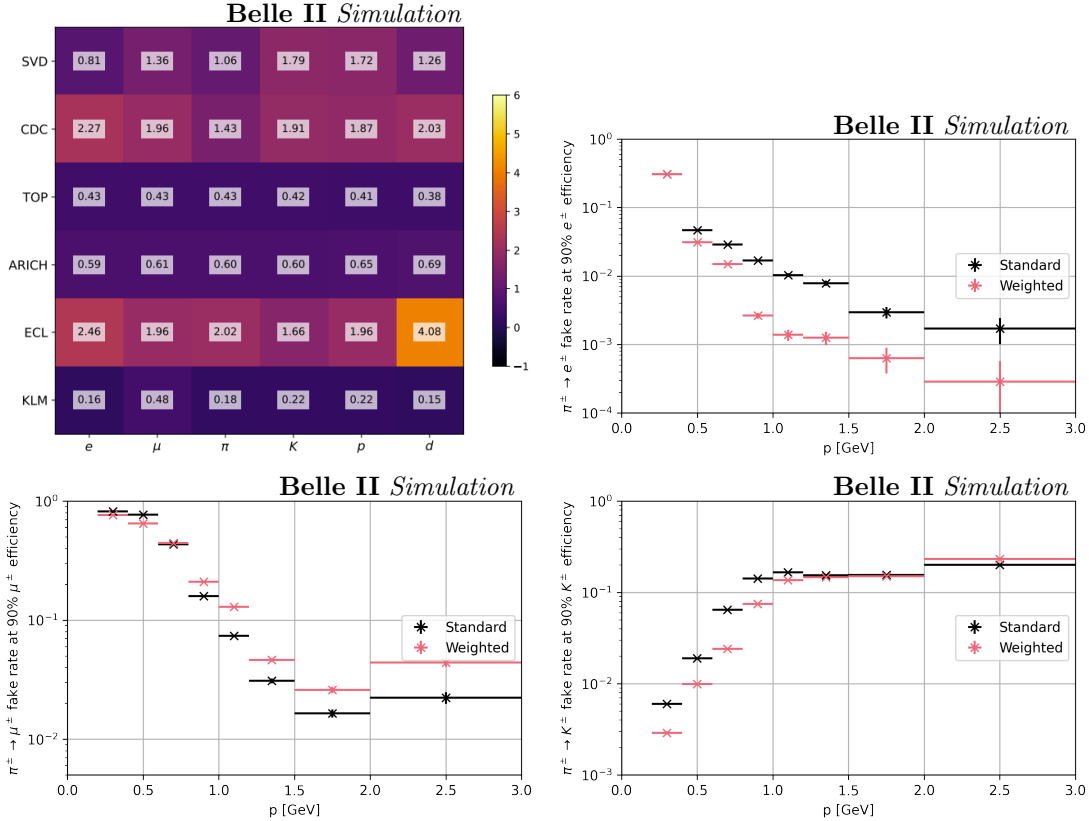 Belle II Simulation
SVD 0.81 1.36 1.06 1.79 1.72 1.26
CDC 2.27 1.96 1.43 1.91 1.87 2.03
TOP 0.43 0.43 0.43 0.42 0.41 0.38
ARICH 0.59 0.61 0.60 0.60 0.65 0.69
ECL 2.46 1.96 2.02 1.66 1.96 4.08
KLM 0.16 0.48 0.18 0.22 0.22 0.15
e μ π K p d
6
5
4
3
2
1
0
−1
Belle II Simulation
π± → e± fake rate at 90% e± efficiency
10⁰
10⁻¹
10⁻²
10⁻³
10⁻⁴
Standard
Weighted
0.0 0.5 1.0 1.5 2.0 2.5 3.0
p [GeV]
Belle II Simulation
π± → μ± fake rate at 90% μ± efficiency
10⁰
10⁻¹
10⁻²
Standard
Weighted
0.0 0.5 1.0 1.5 2.0 2.5 3.0
p [GeV]
Belle II Simulation
π± → K± fake rate at 90% K± efficiency
10⁰
10⁻¹
10⁻²
10⁻³
Standard
Weighted
0.0 0.5 1.0 1.5 2.0 2.5 3.0
p [GeV]